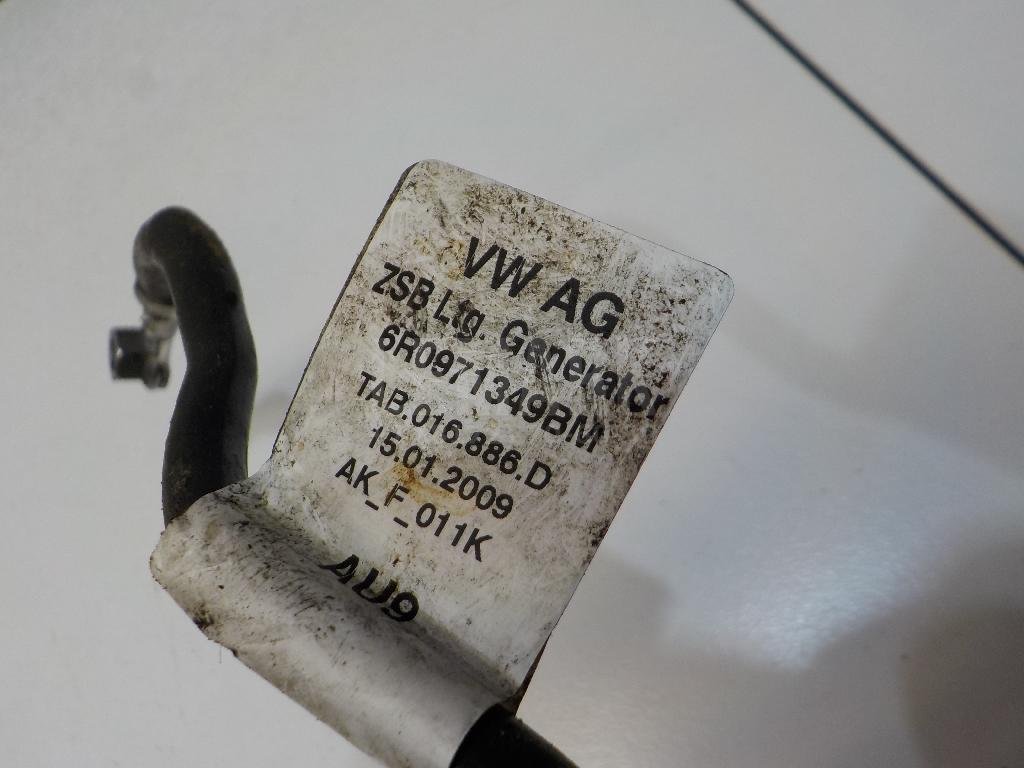 VW AG
ZSB Ltg. Generator
6R0971349BM
TAB.016.886.D
15.01.2009
AK_F_011K
AU9